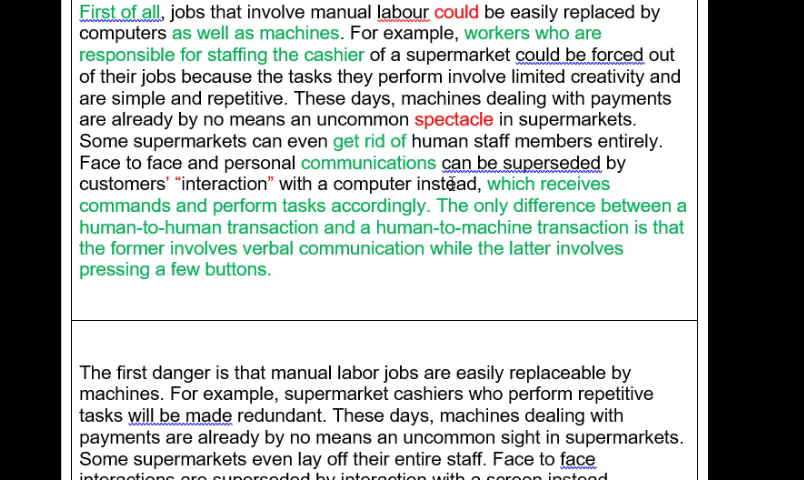 First of all, jobs that involve manual labour could be easily replaced by
computers as well as machines. For example, workers who are
responsible for staffing the cashier of a supermarket could be forced out
of their jobs because the tasks they perform involve limited creativity and
are simple and repetitive. These days, machines dealing with payments
are already by no means an uncommon spectacle in supermarkets.
Some supermarkets can even get rid of human staff members entirely.
Face to face and personal communications can be superseded by
customers’ “interaction” with a computer instead, which receives
commands and perform tasks accordingly. The only difference between a
human-to-human transaction and a human-to-machine transaction is that
the former involves verbal communication while the latter involves
pressing a few buttons.
The first danger is that manual labor jobs are easily replaceable by
machines. For example, supermarket cashiers who perform repetitive
tasks will be made redundant. These days, machines dealing with
payments are already by no means an uncommon sight in supermarkets.
Some supermarkets even lay off their entire staff. Face to face
interactions are superseded by interaction with a screen instead